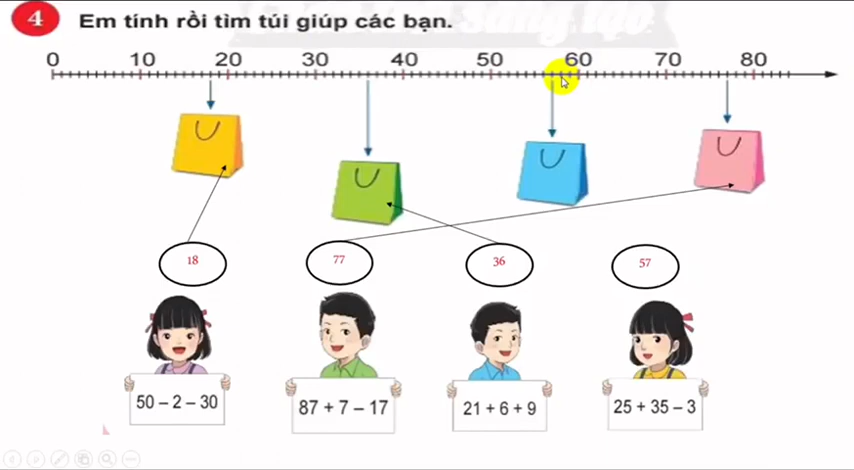 4 Em tính rồi tìm túi giúp các bạn.
0 10 20 30 40 50 60 70 80
18 77 36 57
50 – 2 – 30 87 + 7 – 17 21 + 6 + 9 25 + 35 – 3